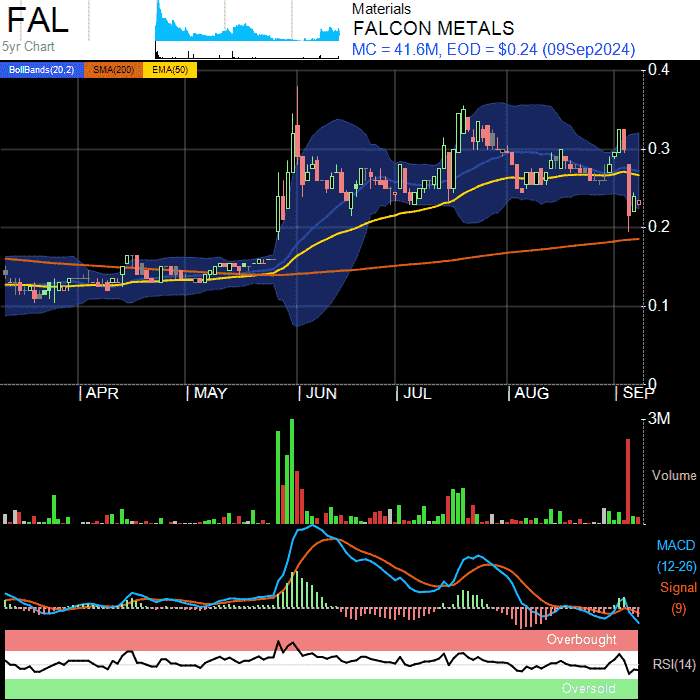 FAL
5yr Chart
Materials
FALCON METALS
MC = 41.6M, EOD = $0.24 (09Sep2024)
BollBands(20,2) SMA(200) EMA(50)
0.4
0.3
0.2
0.1
0
APR MAY JUN JUL AUG SEP
3M
Volume
MACD
(12-26)
Signal
(9)
Overbought
RSI(14)
Oversold